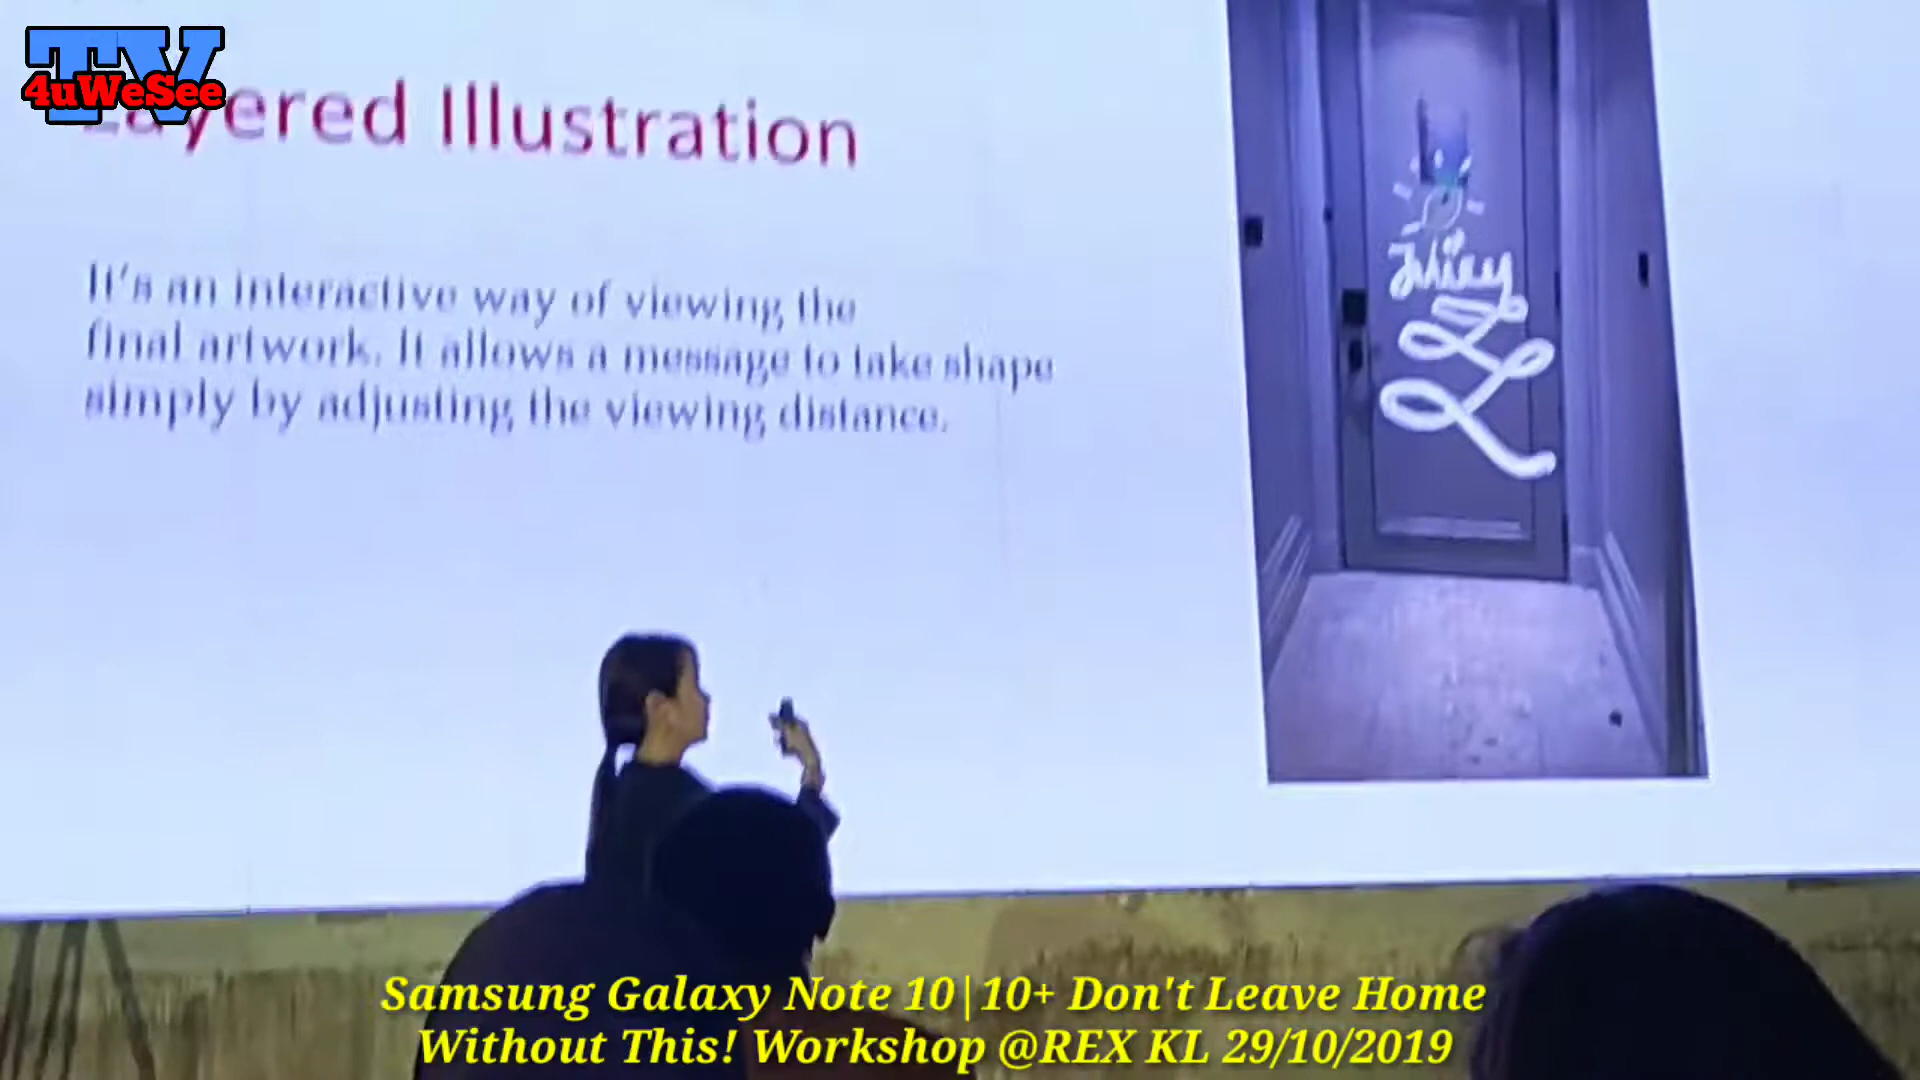 TV
4uWeSee
Layered Illustration
It's an interactive way of viewing the
final artwork. It allows a message to take shape
simply by adjusting the viewing distance.
Samsung Galaxy Note 10|10+ Don't Leave Home
Without This! Workshop @REX KL 29/10/2019